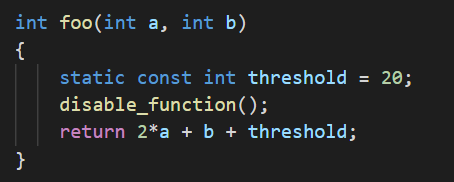 int foo(int a, int b)
{
    static const int threshold = 20;
    disable_function();
    return 2*a + b + threshold;
}